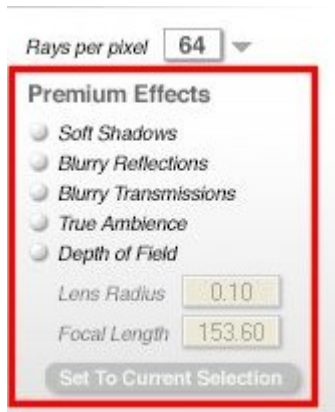 Rays per pixel 64
Premium Effects
Soft Shadows
Blurry Reflections
Blurry Transmissions
True Ambience
Depth of Field
Lens Radius 0.10
Focal Length 153.60
Set To Current Selection